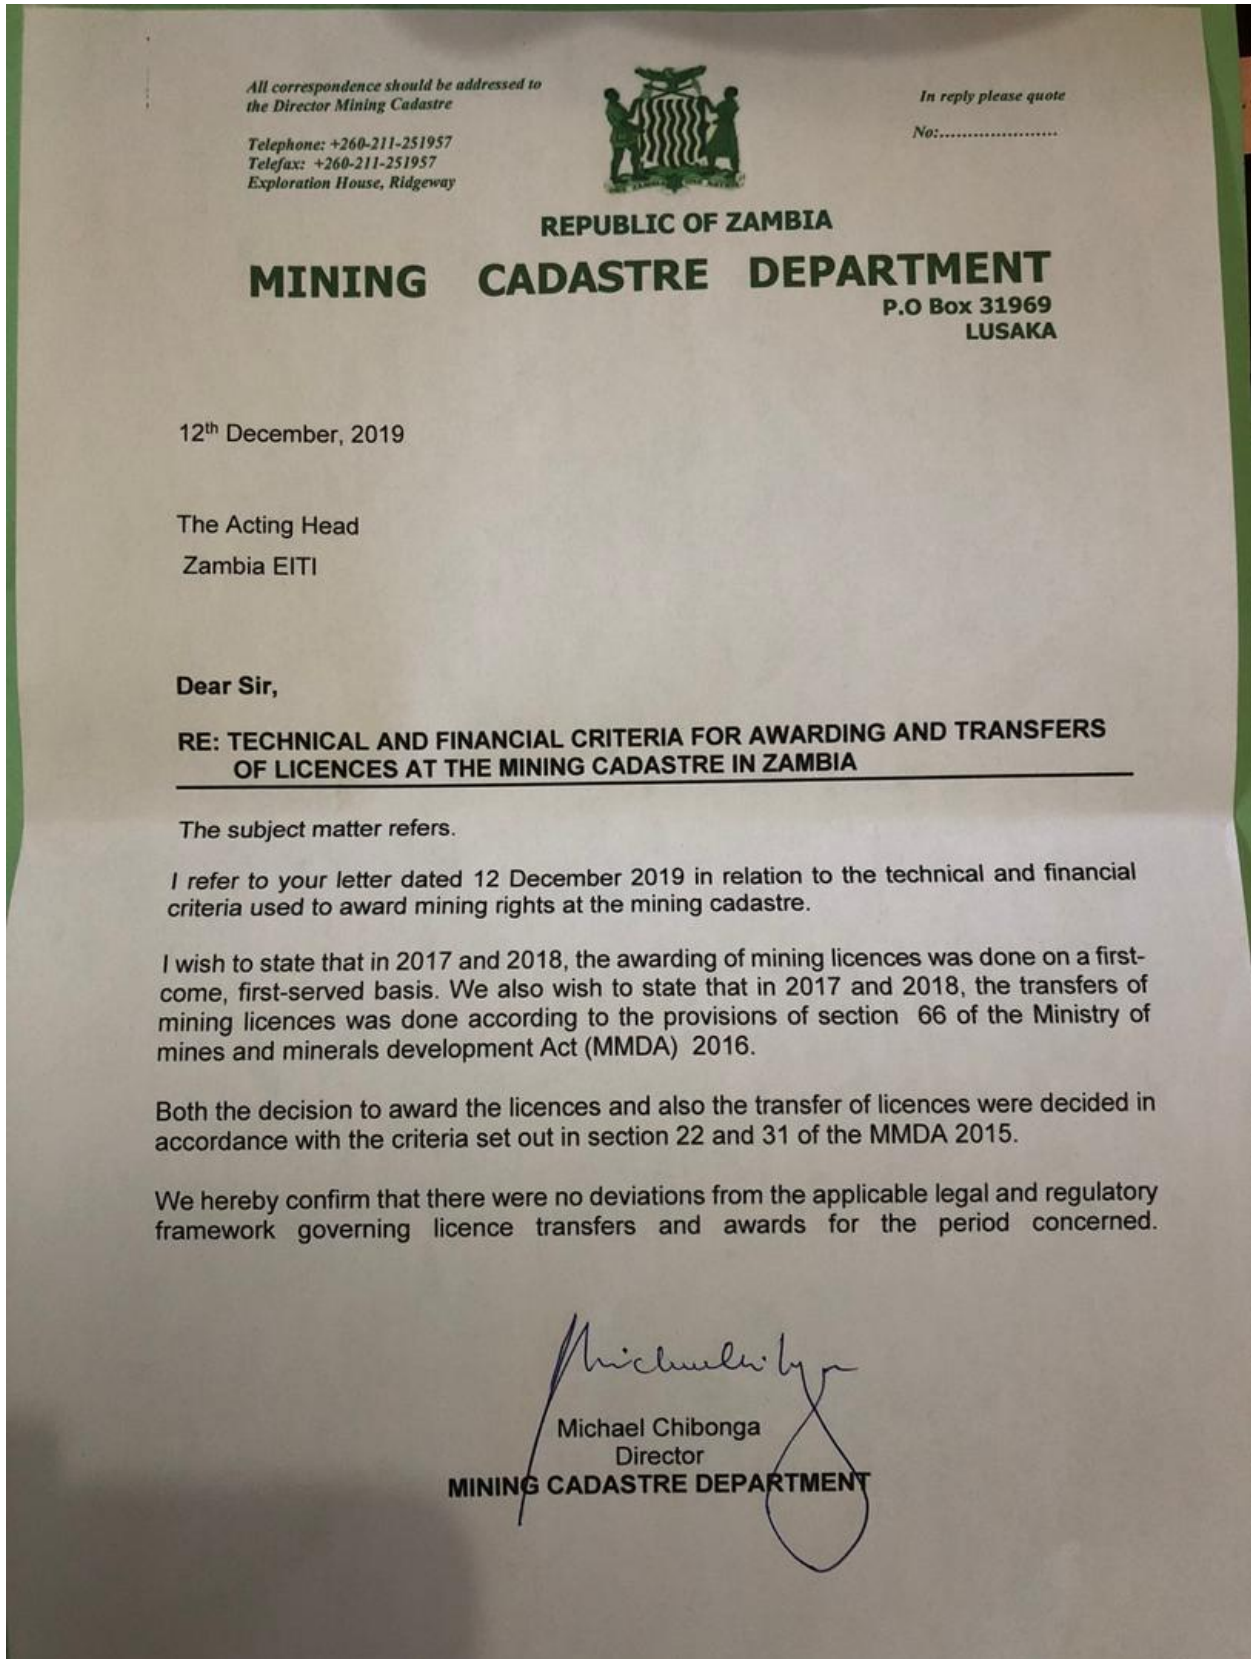 All correspondence should be addressed to
the Director Mining Cadastre
Telephone: +260-211-251957
Telefax: +260-211-251957
Exploration House, Ridgeway
In reply please quote
No:.....................
REPUBLIC OF ZAMBIA
MINING CADASTRE DEPARTMENT
P.O Box 31969
LUSAKA
12th December, 2019
The Acting Head
Zambia EITI
Dear Sir,
RE: TECHNICAL AND FINANCIAL CRITERIA FOR AWARDING AND TRANSFERS
OF LICENCES AT THE MINING CADASTRE IN ZAMBIA
The subject matter refers.
I refer to your letter dated 12 December 2019 in relation to the technical and financial
criteria used to award mining rights at the mining cadastre.
I wish to state that in 2017 and 2018, the awarding of mining licences was done on a first-
come, first-served basis. We also wish to state that in 2017 and 2018, the transfers of
mining licences was done according to the provisions of section 66 of the Ministry of
mines and minerals development Act (MMDA) 2016.
Both the decision to award the licences and also the transfer of licences were decided in
accordance with the criteria set out in section 22 and 31 of the MMDA 2015.
We hereby confirm that there were no deviations from the applicable legal and regulatory
framework governing licence transfers and awards for the period concerned.
Michael Chibonga
Director
MINING CADASTRE DEPARTMENT